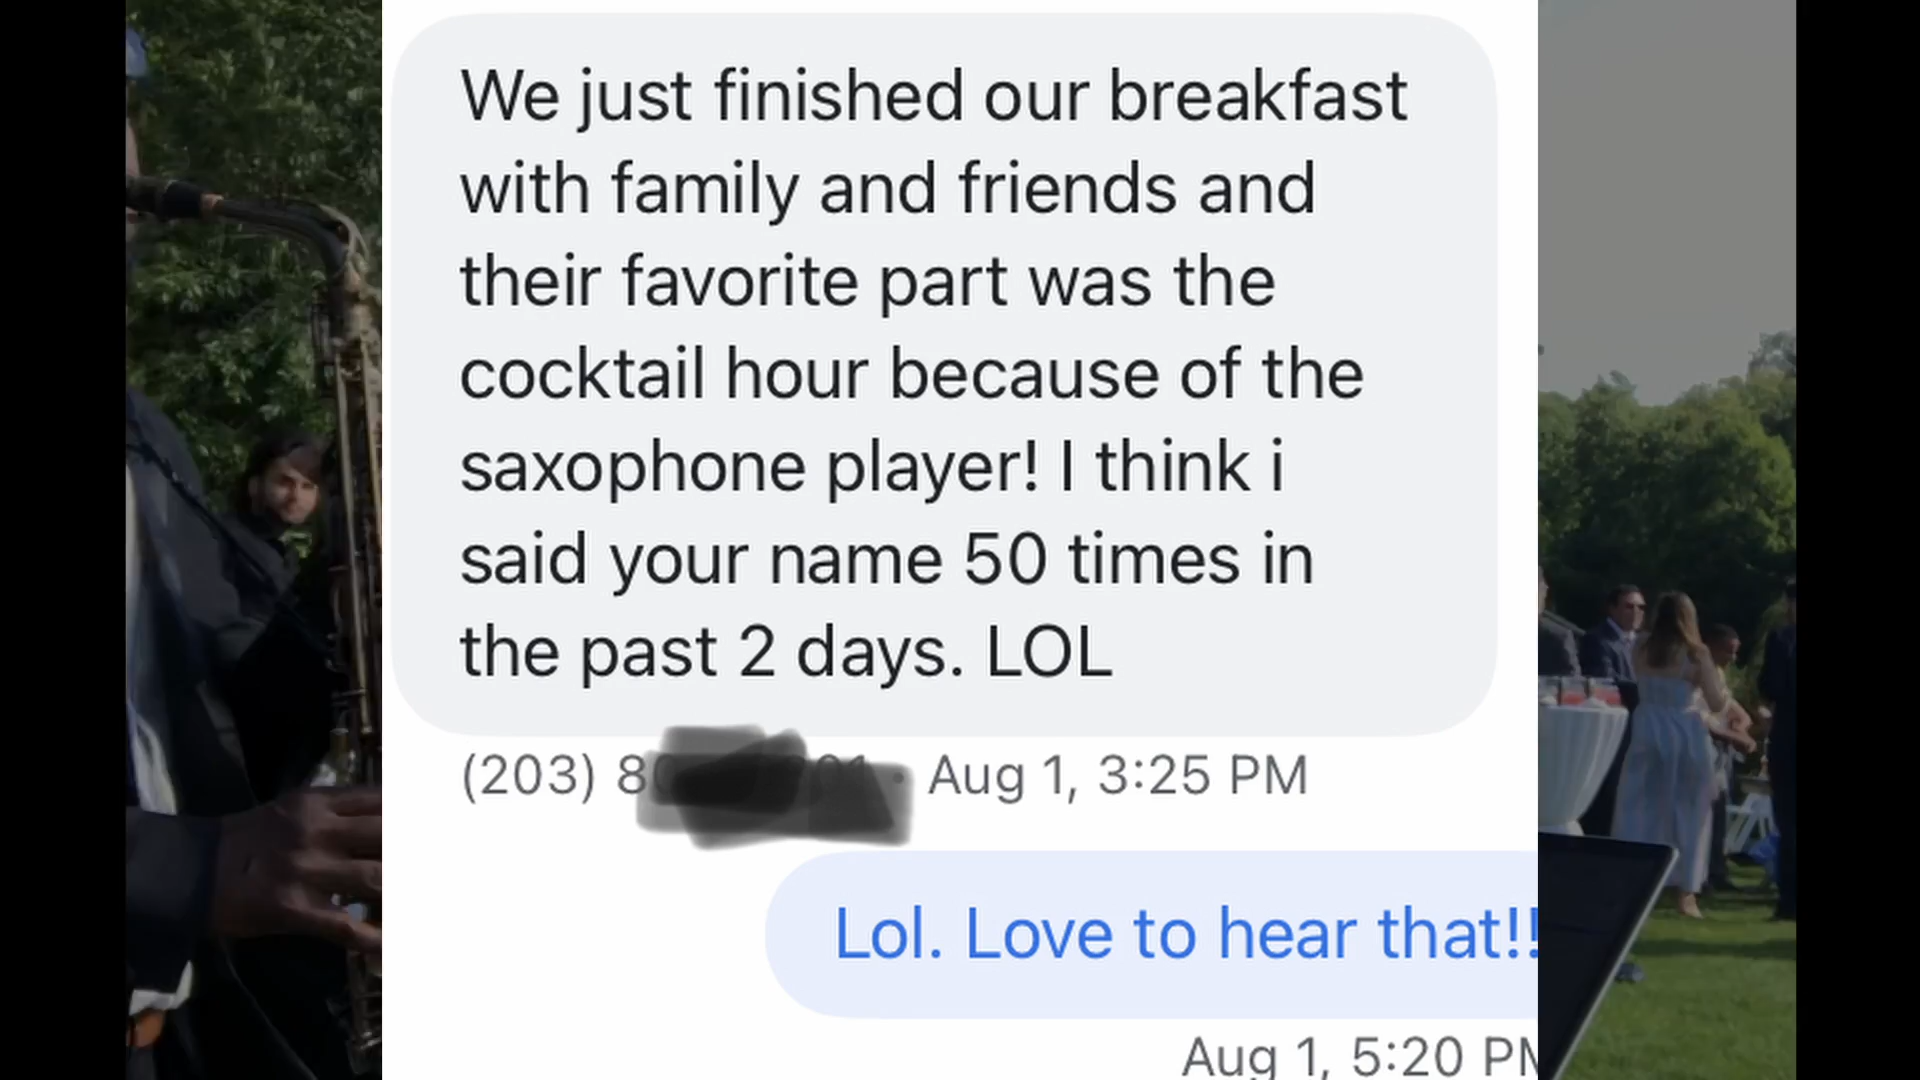 We just finished our breakfast
with family and friends and
their favorite part was the
cocktail hour because of the
saxophone player! I think i
said your name 50 times in
the past 2 days. LOL
(203) 8 • Aug 1, 3:25 PM
Lol. Love to hear that!!
Aug 1, 5:20 PM